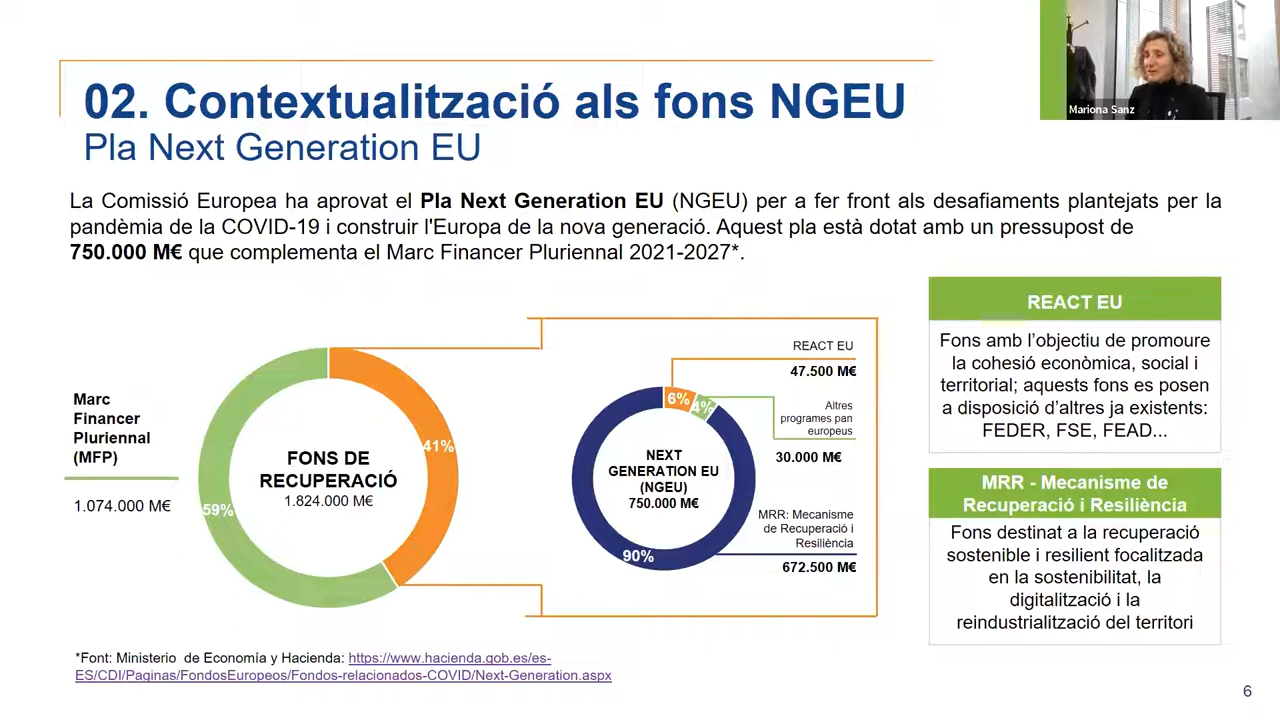 02. Contextualització als fons NGEU
Pla Next Generation EU
Mariona Sanz
La Comissió Europea ha aprovat el Pla Next Generation EU (NGEU) per a fer front als desafiaments plantejats per la
pandèmia de la COVID-19 i construir l'Europa de la nova generació. Aquest pla està dotat amb un pressupost de
750.000 M€ que complementa el Marc Financer Pluriennal 2021-2027*.
Marc
Financer
Pluriennal
(MFP)
1.074.000 M€
59%
FONS DE
RECUPERACIÓ
1.824.000 M€
41%
NEXT
GENERATION EU
(NGEU)
750.000 M€
6%
4%
90%
REACT EU
47.500 M€
Altres
programes pan
europeus
30.000 M€
MRR: Mecanisme
de Recuperació i
Resiliència
672.500 M€
REACT EU
Fons amb l’objectiu de promoure
la cohesió econòmica, social i
territorial; aquests fons es posen
a disposició d’altres ja existents:
FEDER, FSE, FEAD...
MRR - Mecanisme de
Recuperació i Resiliència
Fons destinat a la recuperació
sostenible i resilient focalitzada
en la sostenibilitat, la
digitalització i la
reindustrialització del territori
*Font: Ministerio de Economía y Hacienda: https://www.hacienda.gob.es/es-
ES/CDI/Paginas/FondosEuropeos/Fondos-relacionados-COVID/Next-Generation.aspx
6